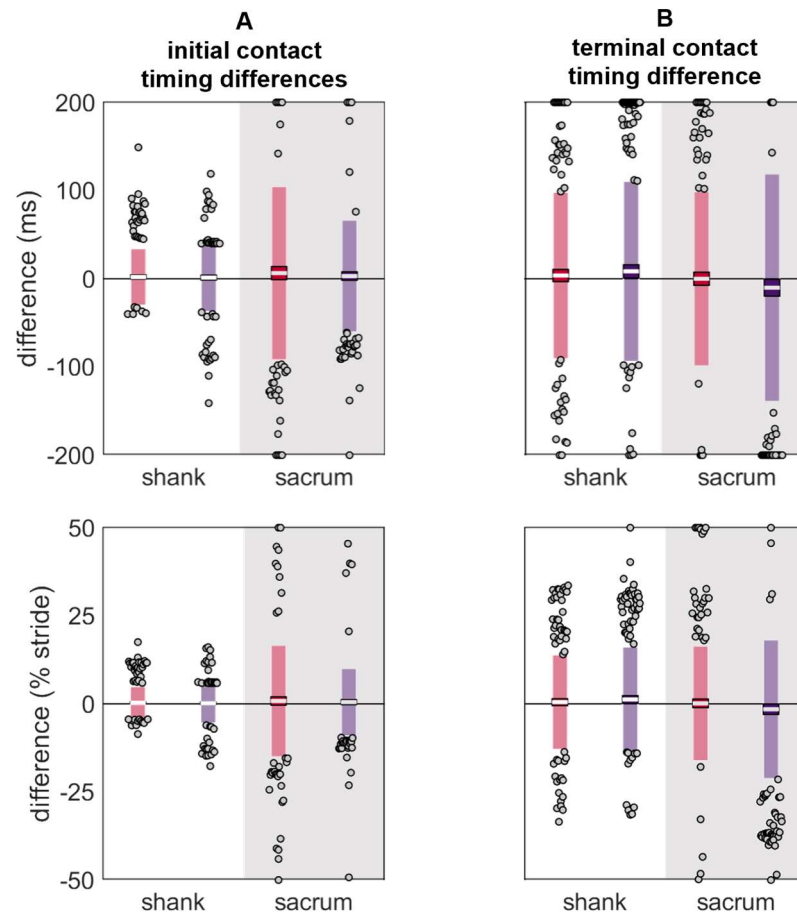 A
initial contact
timing differences
B
terminal contact
timing difference
difference (ms)
200
100
0
-100
-200
shank
sacrum
shank
sacrum
difference (% stride)
50
25
0
-25
-50
shank
sacrum
shank
sacrum